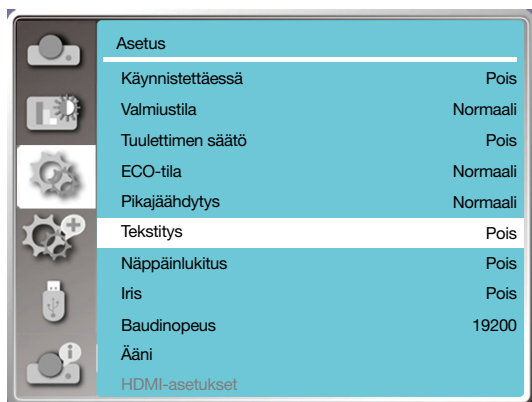 Asetus
Käynnistettäessä Pois
Valmiustila Normaali
Tuulettimen säätö Pois
ECO-tila Normaali
Pikajäähdytys Normaali
Tekstitys Pois
Näppäinlukitus Pois
Iris Pois
Baudinopeus 19200
Ääni
HDMI-asetukset